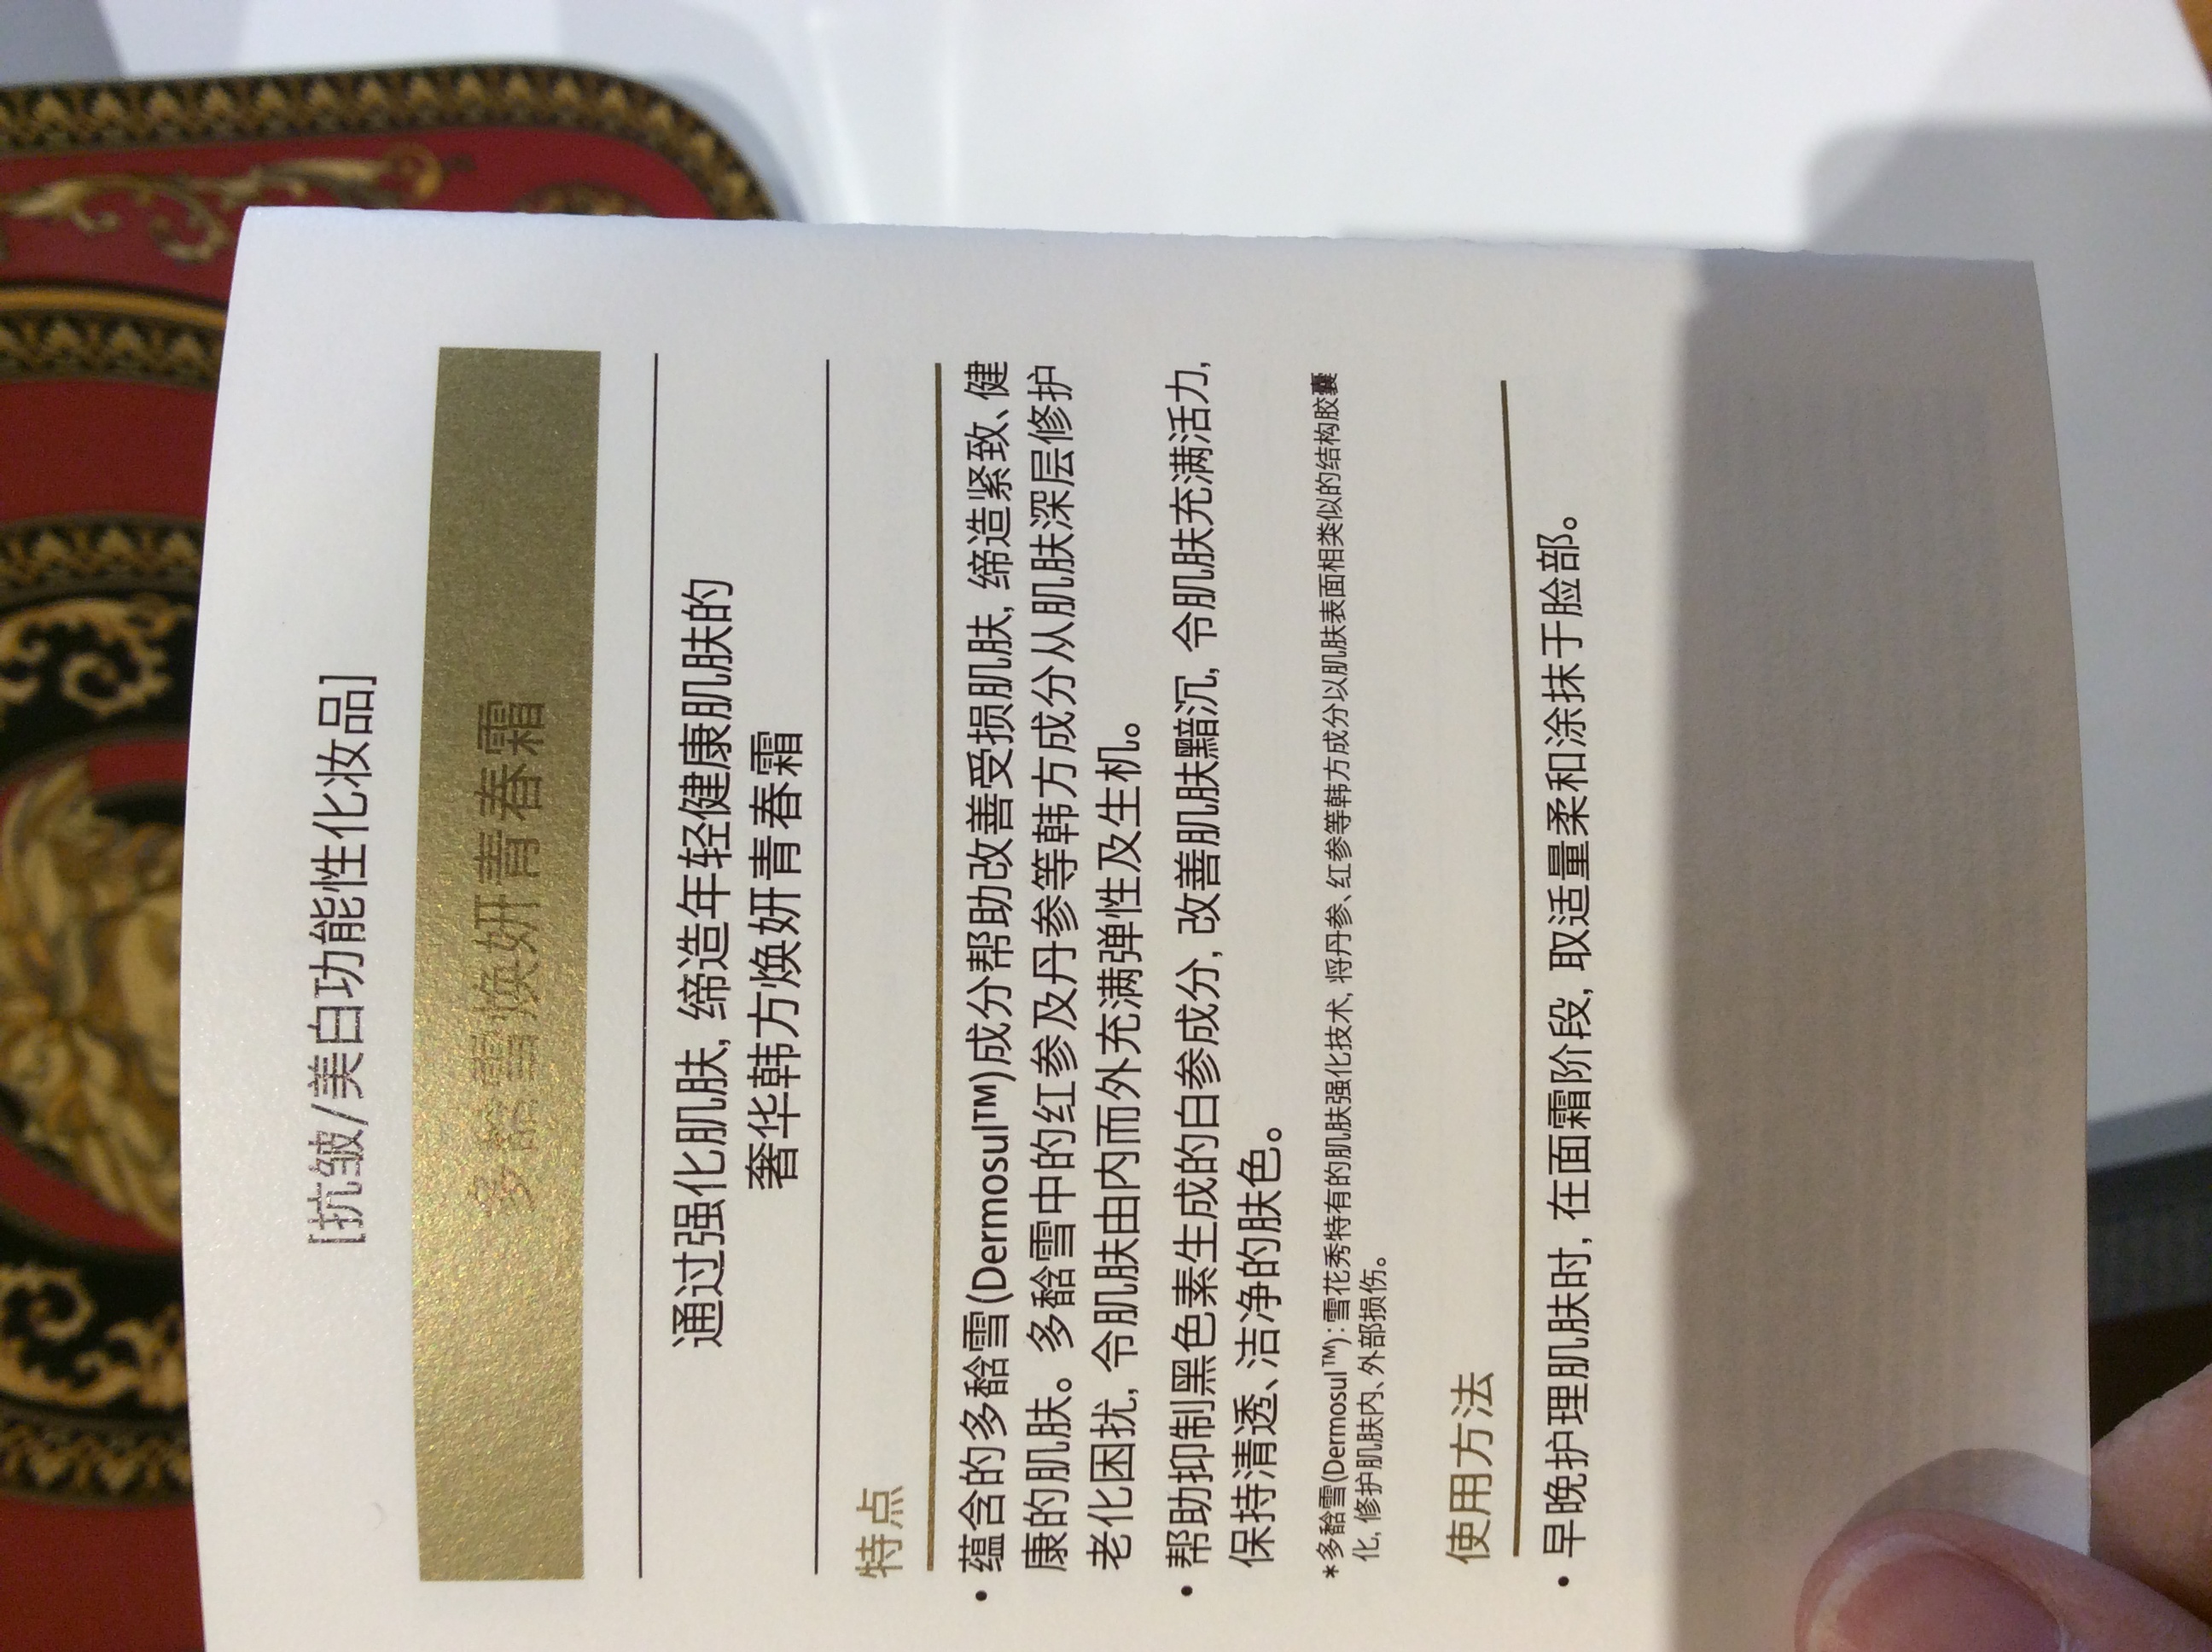 [抗皱/美白功能性化妆品]
多馠雪焕妍青春霜
通过强化肌肤, 缔造年轻健康肌肤的
奢华韩方焕妍青春霜
特点
• 蕴含的多馠雪(Dermosul™)成分帮助改善受损肌肤, 缔造紧致、健
康的肌肤。多馠雪中的红参及丹参等韩方成分从肌肤深层修护
老化困扰, 令肌肤由内而外充满弹性及生机。
• 帮助抑制黑色素生成的白参成分, 改善肌肤黯沉, 令肌肤充满活力,
保持清透、洁净的肤色。
*多馠雪(Dermosul™): 雪花秀特有的肌肤强化技术, 将丹参、红参等韩方成分以肌肤表面相类似的结构胶囊
化, 修护肌肤内、外部损伤。
使用方法
• 早晚护理肌肤时, 在面霜阶段, 取适量柔和涂抹于脸部。